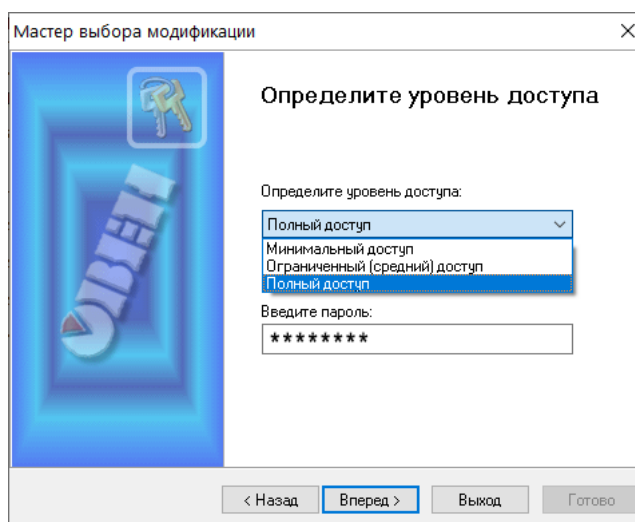 Мастер выбора модификации
Определите уровень доступа
Определите уровень доступа:
Полный доступ
Минимальный доступ
Ограниченный (средний) доступ
Полный доступ
Введите пароль:
********
ОВЕН
< Назад
Вперед >
Выход
Готово